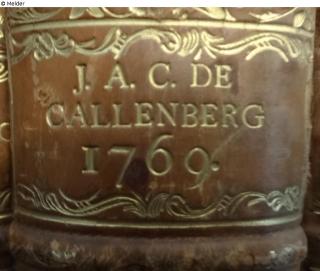 © Melder
J. A. C. DE
CALLENBERG
1769.